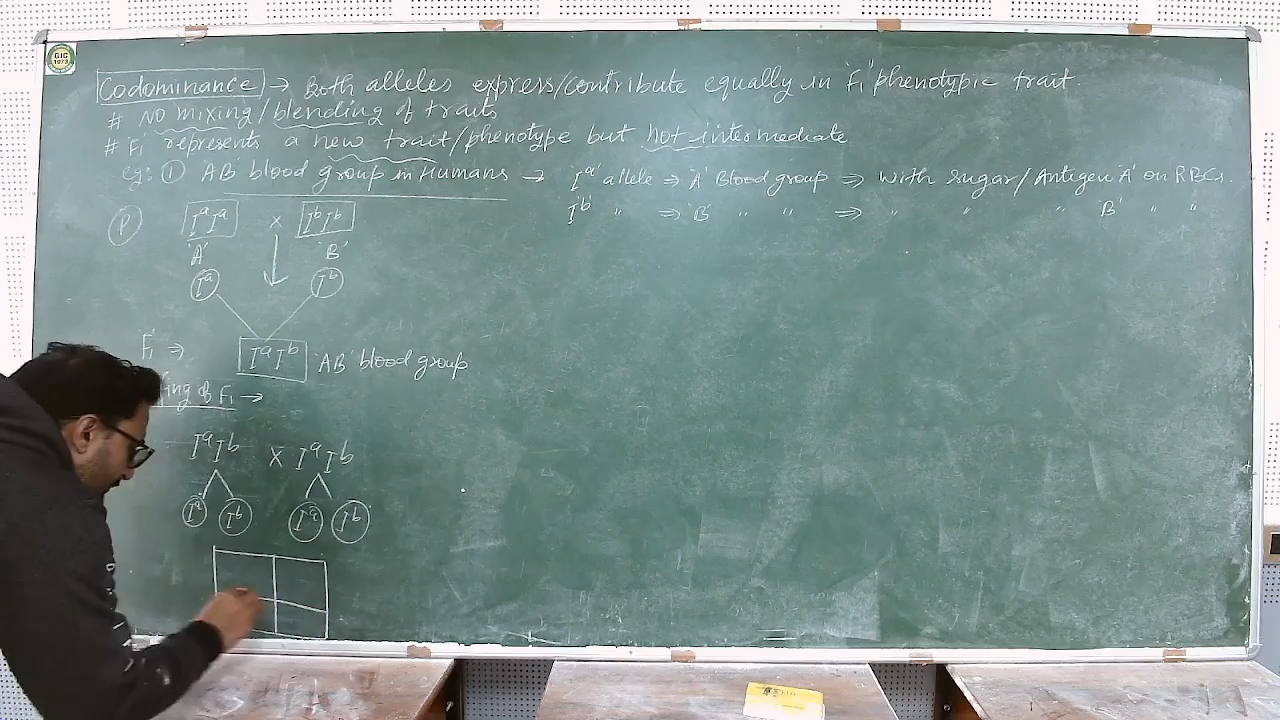 GIC
1973
Codominance → Both alleles express/contribute equally in 'F₁' phenotypic trait.
# No mixing/blending of traits
# 'F₁' represents a new trait/phenotype but not intermediate
eg: ① 'AB' blood group in Humans → Iᵃ allele ⇒ 'A' Blood group ⇒ with Sugar/Antigen 'A' on RBCs.
Iᵇ " ⇒ 'B' " " ⇒ " " " 'B' " "
P IᵃIᵃ × IᵇIᵇ
'A' 'B'
Iᵃ Iᵇ
F₁' ⇒ IᵃIᵇ 'AB' blood group
ing of F₁ →
IᵃIᵇ × IᵃIᵇ
Iᵃ Iᵇ Iᵃ Iᵇ